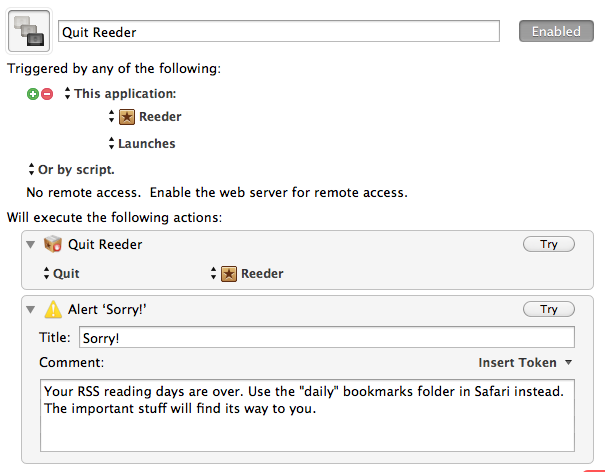 Quit Reeder
Enabled
Triggered by any of the following:
This application:
Reeder
Launches
Or by script.
No remote access.  Enable the web server for remote access.
Will execute the following actions:
Quit Reeder
Try
Quit Reeder
Alert ‘Sorry!’
Try
Title: Sorry!
Comment: Insert Token
Your RSS reading days are over. Use the "daily" bookmarks folder in Safari instead.
The important stuff will find its way to you.